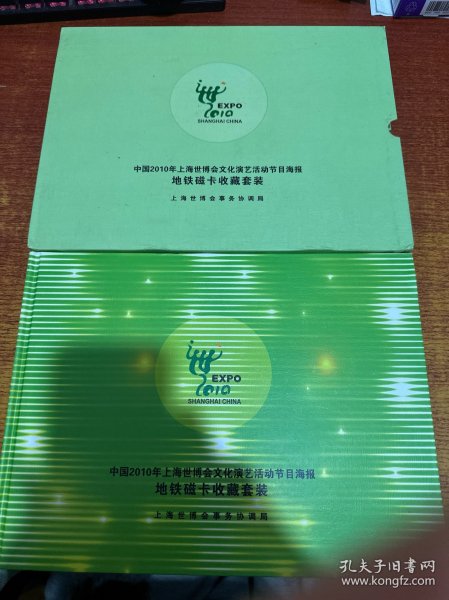 EXPO
2010
SHANGHAI CHINA
中国2010年上海世博会文化演艺活动节目海报
地铁磁卡收藏套装
上海世博会事务协调局
EXPO
2010
SHANGHAI CHINA
中国2010年上海世博会文化演艺活动节目海报
地铁磁卡收藏套装
上海世博会事务协调局
孔夫子旧书网
www.kongfz.com